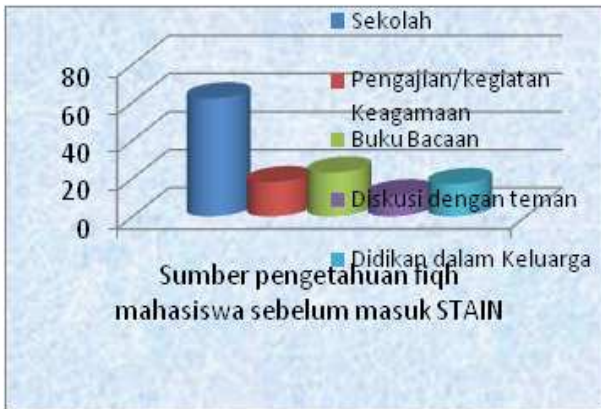 Sekolah
Pengajian/kegiatan
Keagamaan
Buku Bacaan
Diskusi dengan teman
Didikan dalam Keluarga
80
60
40
20
0
Sumber pengetahuan fiqh
mahasiswa sebelum masuk STAIN